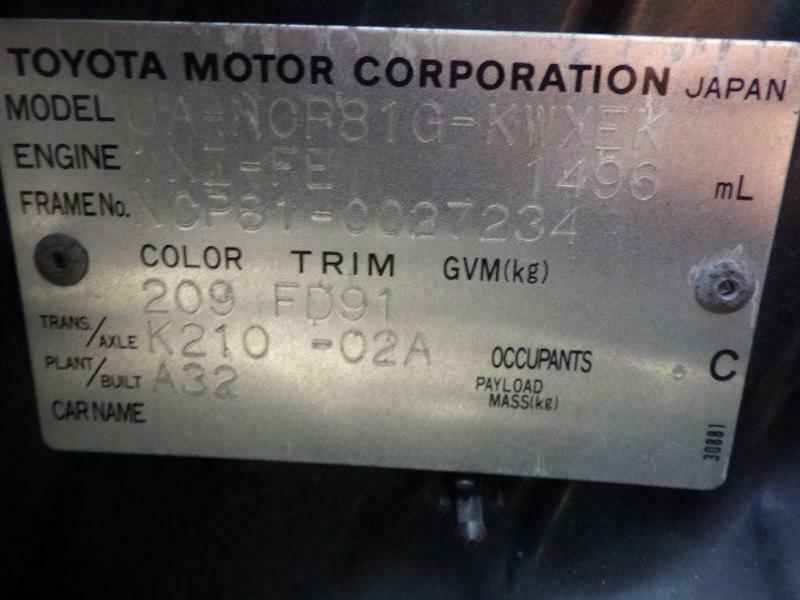 TOYOTA MOTOR CORPORATION JAPAN
MODEL UA-NCP81G-KWXEK
ENGINE 1NZ-FE 1496 mL
FRAME No. NCP81-0027234
COLOR TRIM GVM(kg)
209 FD91
TRANS./AXLE K210 -02A OCCUPANTS C
PLANT/BUILT A32 PAYLOAD MASS(kg)
CAR NAME
30881